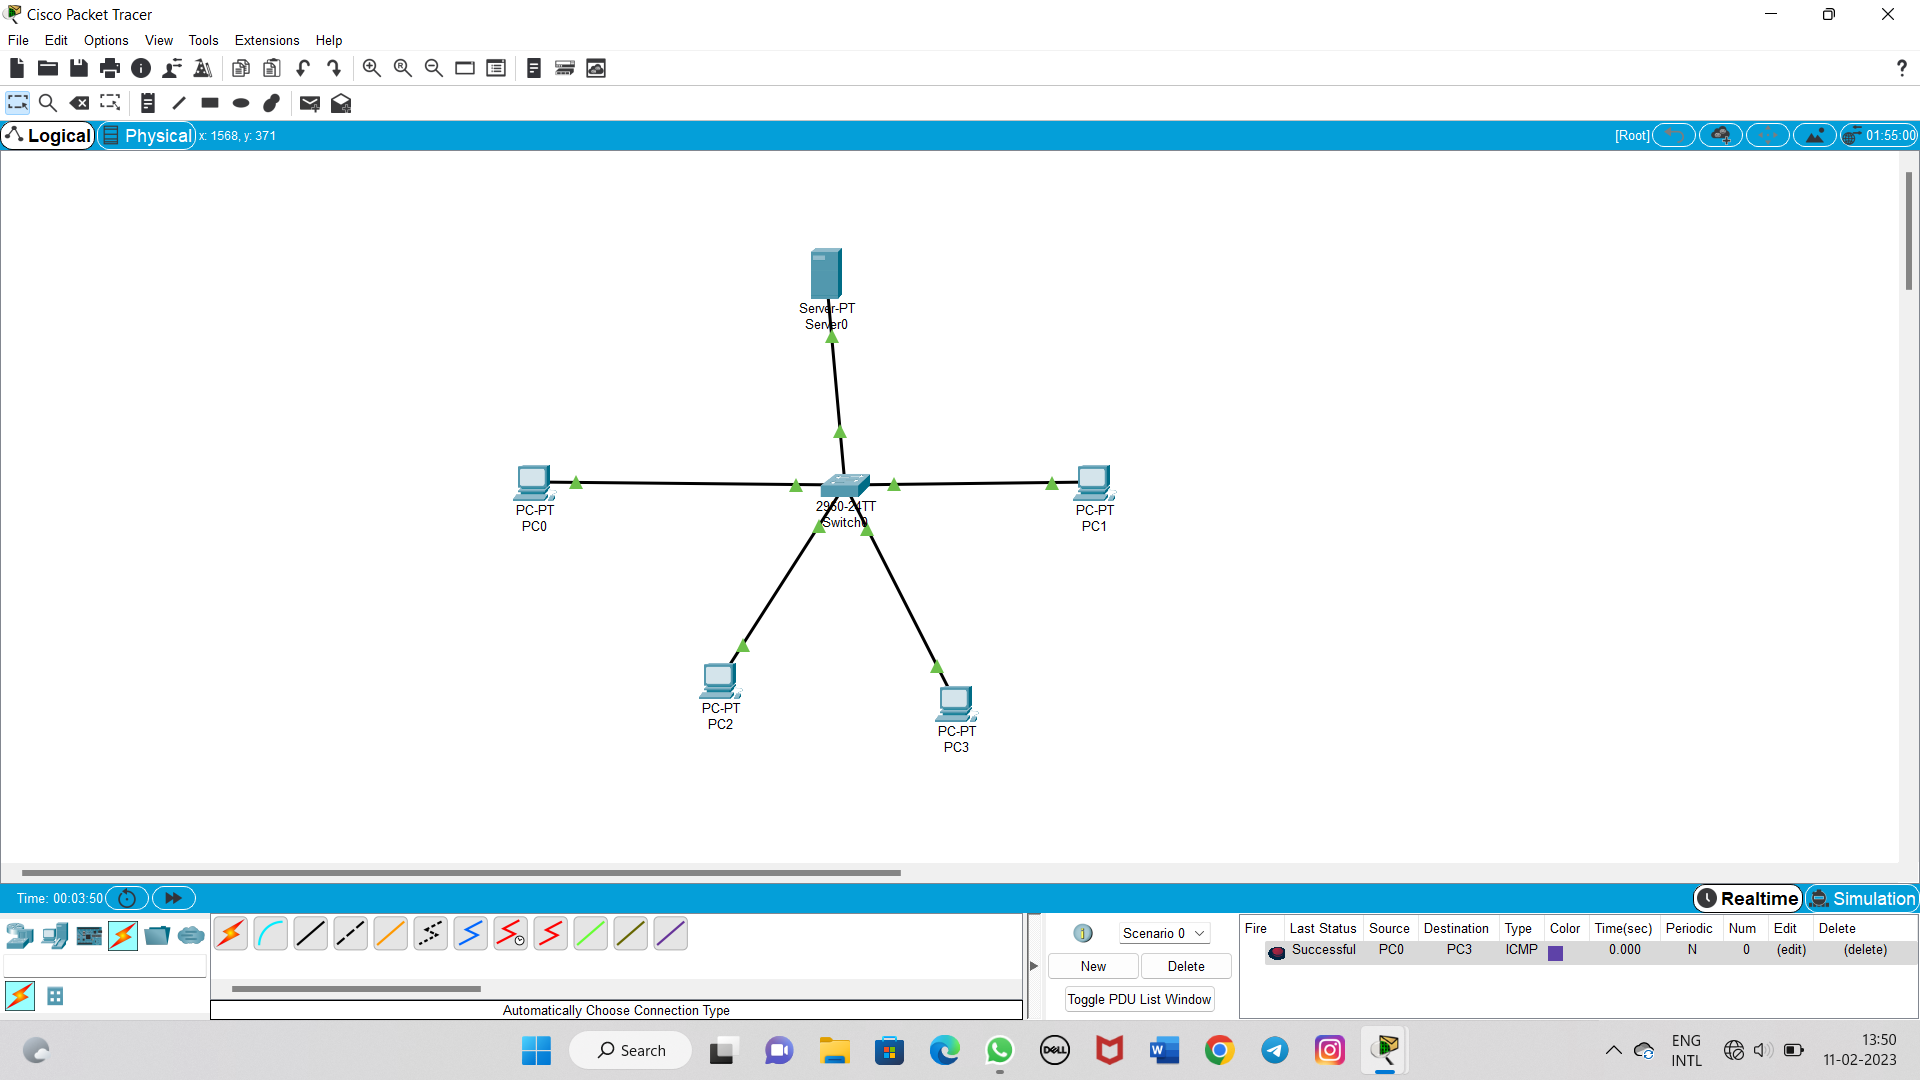 Cisco Packet Tracer
File Edit Options View Tools Extensions Help
?
Logical Physical x: 1568, y: 371 [Root] 01:55:00
Server-PT
Server0
2960-24TT
Switch0
PC-PT
PC0
PC-PT
PC1
PC-PT
PC2
PC-PT
PC3
Time: 00:03:50 Realtime Simulation
Scenario 0
New Delete
Toggle PDU List Window
Fire Last Status Source Destination Type Color Time(sec) Periodic Num Edit Delete
Successful PC0 PC3 ICMP 0.000 N 0 (edit) (delete)
Automatically Choose Connection Type
Search
DELL
ENG
INTL
13:50
11-02-2023